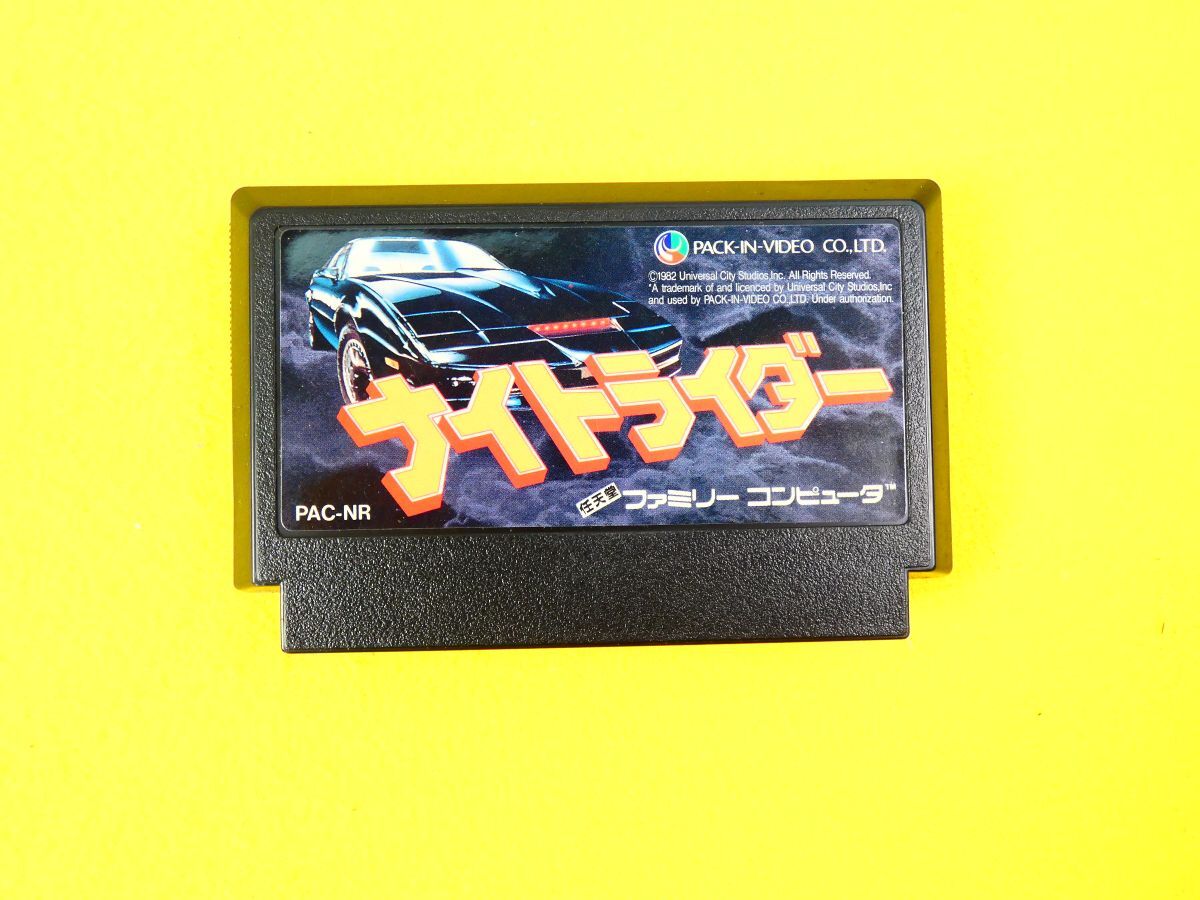 PACK-IN-VIDEO CO.,LTD.
©1982 Universal City Studios,Inc. All Rights Reserved.
*A trademark of and licenced by Universal City Studios,Inc
and used by PACK-IN-VIDEO CO.,LTD. Under authorization.
ナイトライダー
任天堂 ファミリー コンピュータ™
PAC-NR